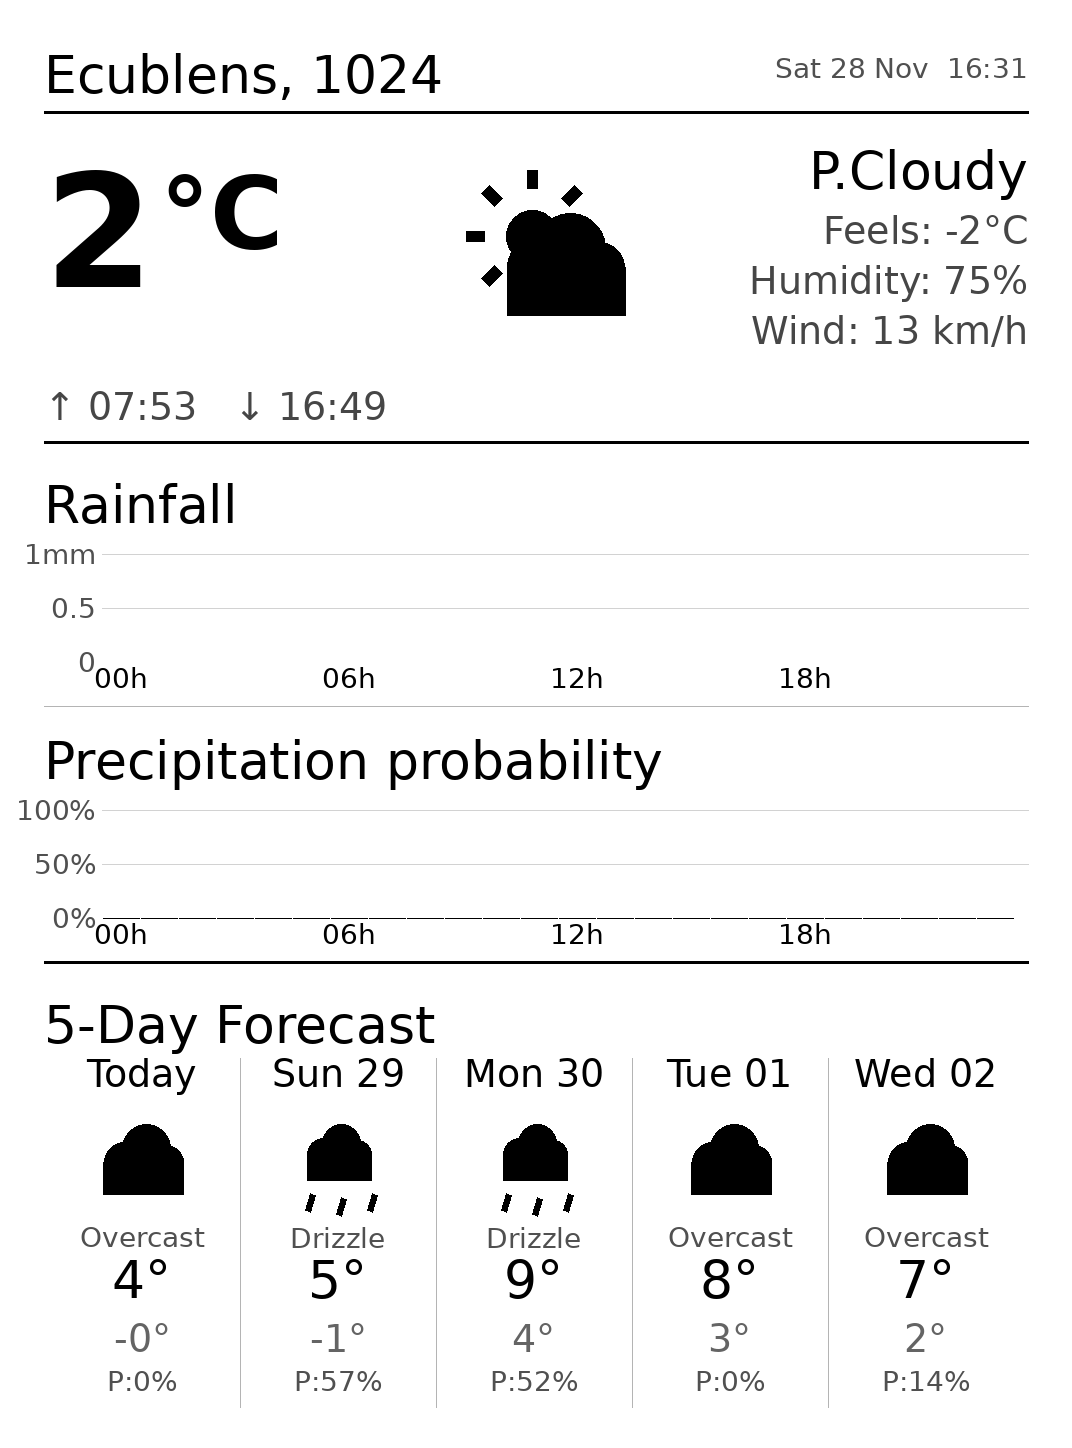 Ecublens, 1024
Sat 28 Nov 16:31
2°C
P.Cloudy
Feels: -2°C
Humidity: 75%
Wind: 13 km/h
↑ 07:53 ↓ 16:49
Rainfall
1mm
0.5
0
00h 06h 12h 18h
Precipitation probability
100%
50%
0%
00h 06h 12h 18h
5-Day Forecast
Today Sun 29 Mon 30 Tue 01 Wed 02
Overcast Drizzle Drizzle Overcast Overcast
4° 5° 9° 8° 7°
-0° -1° 4° 3° 2°
P:0% P:57% P:52% P:0% P:14%